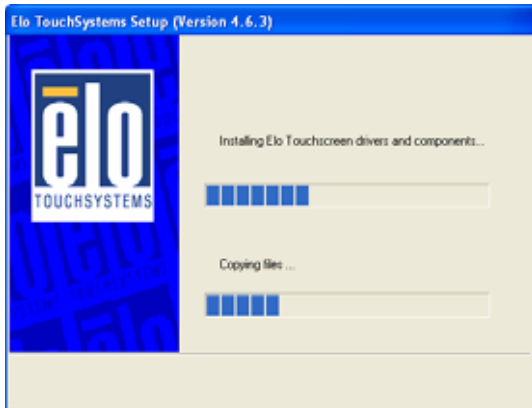 Elo TouchSystems Setup (Version 4.6.3)
ēlo
TOUCHSYSTEMS
Installing Elo Touchscreen drivers and components...
Copying files ...